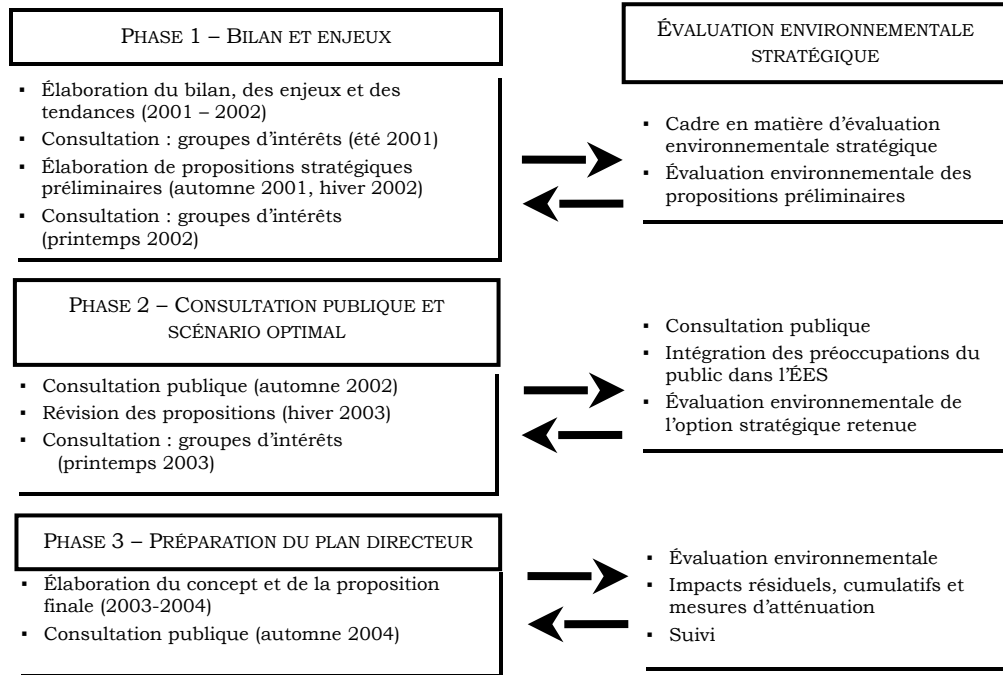 PHASE 1 – BILAN ET ENJEUX
▪ Élaboration du bilan, des enjeux et des
tendances (2001 – 2002)
▪ Consultation : groupes d’intérêts (été 2001)
▪ Élaboration de propositions stratégiques
préliminaires (automne 2001, hiver 2002)
▪ Consultation : groupes d’intérêts
(printemps 2002)
ÉVALUATION ENVIRONNEMENTALE
STRATÉGIQUE
▪ Cadre en matière d’évaluation
environnementale stratégique
▪ Évaluation environnementale des
propositions préliminaires
PHASE 2 – CONSULTATION PUBLIQUE ET
SCÉNARIO OPTIMAL
▪ Consultation publique (automne 2002)
▪ Révision des propositions (hiver 2003)
▪ Consultation : groupes d’intérêts
(printemps 2003)
▪ Consultation publique
▪ Intégration des préoccupations du
public dans l’ÉES
▪ Évaluation environnementale de
l’option stratégique retenue
PHASE 3 – PRÉPARATION DU PLAN DIRECTEUR
▪ Élaboration du concept et de la proposition
finale (2003-2004)
▪ Consultation publique (automne 2004)
▪ Évaluation environnementale
▪ Impacts résiduels, cumulatifs et
mesures d’atténuation
▪ Suivi